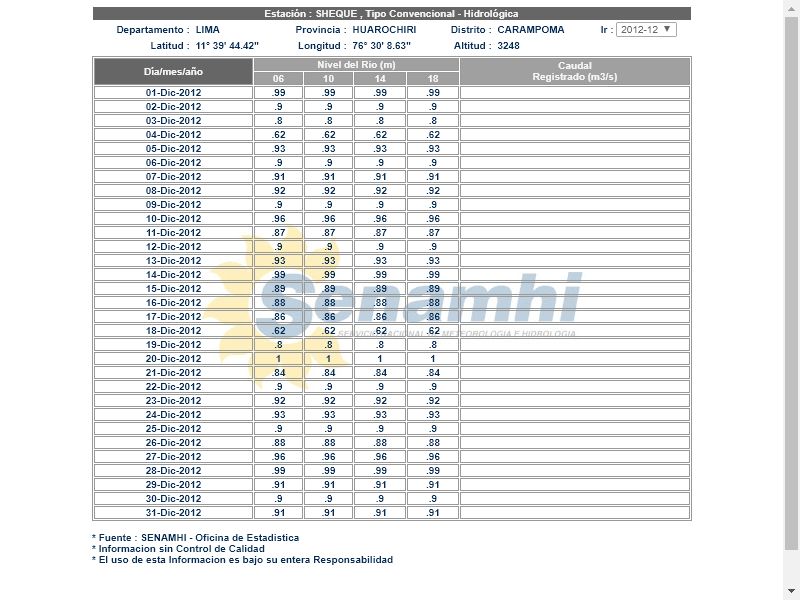 Estación : SHEQUE , Tipo Convencional - Hidrológica
Departamento : LIMA Provincia : HUAROCHIRI Distrito : CARAMPOMA Ir : 2012-12
Latitud : 11° 39' 44.42" Longitud : 76° 30' 8.63" Altitud : 3248
Dia/mes/año Nivel del Rio (m) Caudal Registrado (m3/s)
06 10 14 18
01-Dic-2012 .99 .99 .99 .99
02-Dic-2012 .9 .9 .9 .9
03-Dic-2012 .8 .8 .8 .8
04-Dic-2012 .62 .62 .62 .62
05-Dic-2012 .93 .93 .93 .93
06-Dic-2012 .9 .9 .9 .9
07-Dic-2012 .91 .91 .91 .91
08-Dic-2012 .92 .92 .92 .92
09-Dic-2012 .9 .9 .9 .9
10-Dic-2012 .96 .96 .96 .96
11-Dic-2012 .87 .87 .87 .87
12-Dic-2012 .9 .9 .9 .9
13-Dic-2012 .93 .93 .93 .93
14-Dic-2012 .99 .99 .99 .99
15-Dic-2012 .89 .89 .89 .89
16-Dic-2012 .88 .88 .88 .88
17-Dic-2012 .86 .86 .86 .86
18-Dic-2012 .62 .62 .62 .62
19-Dic-2012 .8 .8 .8 .8
20-Dic-2012 1 1 1 1
21-Dic-2012 .84 .84 .84 .84
22-Dic-2012 .9 .9 .9 .9
23-Dic-2012 .92 .92 .92 .92
24-Dic-2012 .93 .93 .93 .93
25-Dic-2012 .9 .9 .9 .9
26-Dic-2012 .88 .88 .88 .88
27-Dic-2012 .96 .96 .96 .96
28-Dic-2012 .99 .99 .99 .99
29-Dic-2012 .91 .91 .91 .91
30-Dic-2012 .9 .9 .9 .9
31-Dic-2012 .91 .91 .91 .91
Senamhi
SERVICIO NACIONAL DE METEOROLOGIA E HIDROLOGIA
* Fuente : SENAMHI - Oficina de Estadistica
* Informacion sin Control de Calidad
* El uso de esta Informacion es bajo su entera Responsabilidad